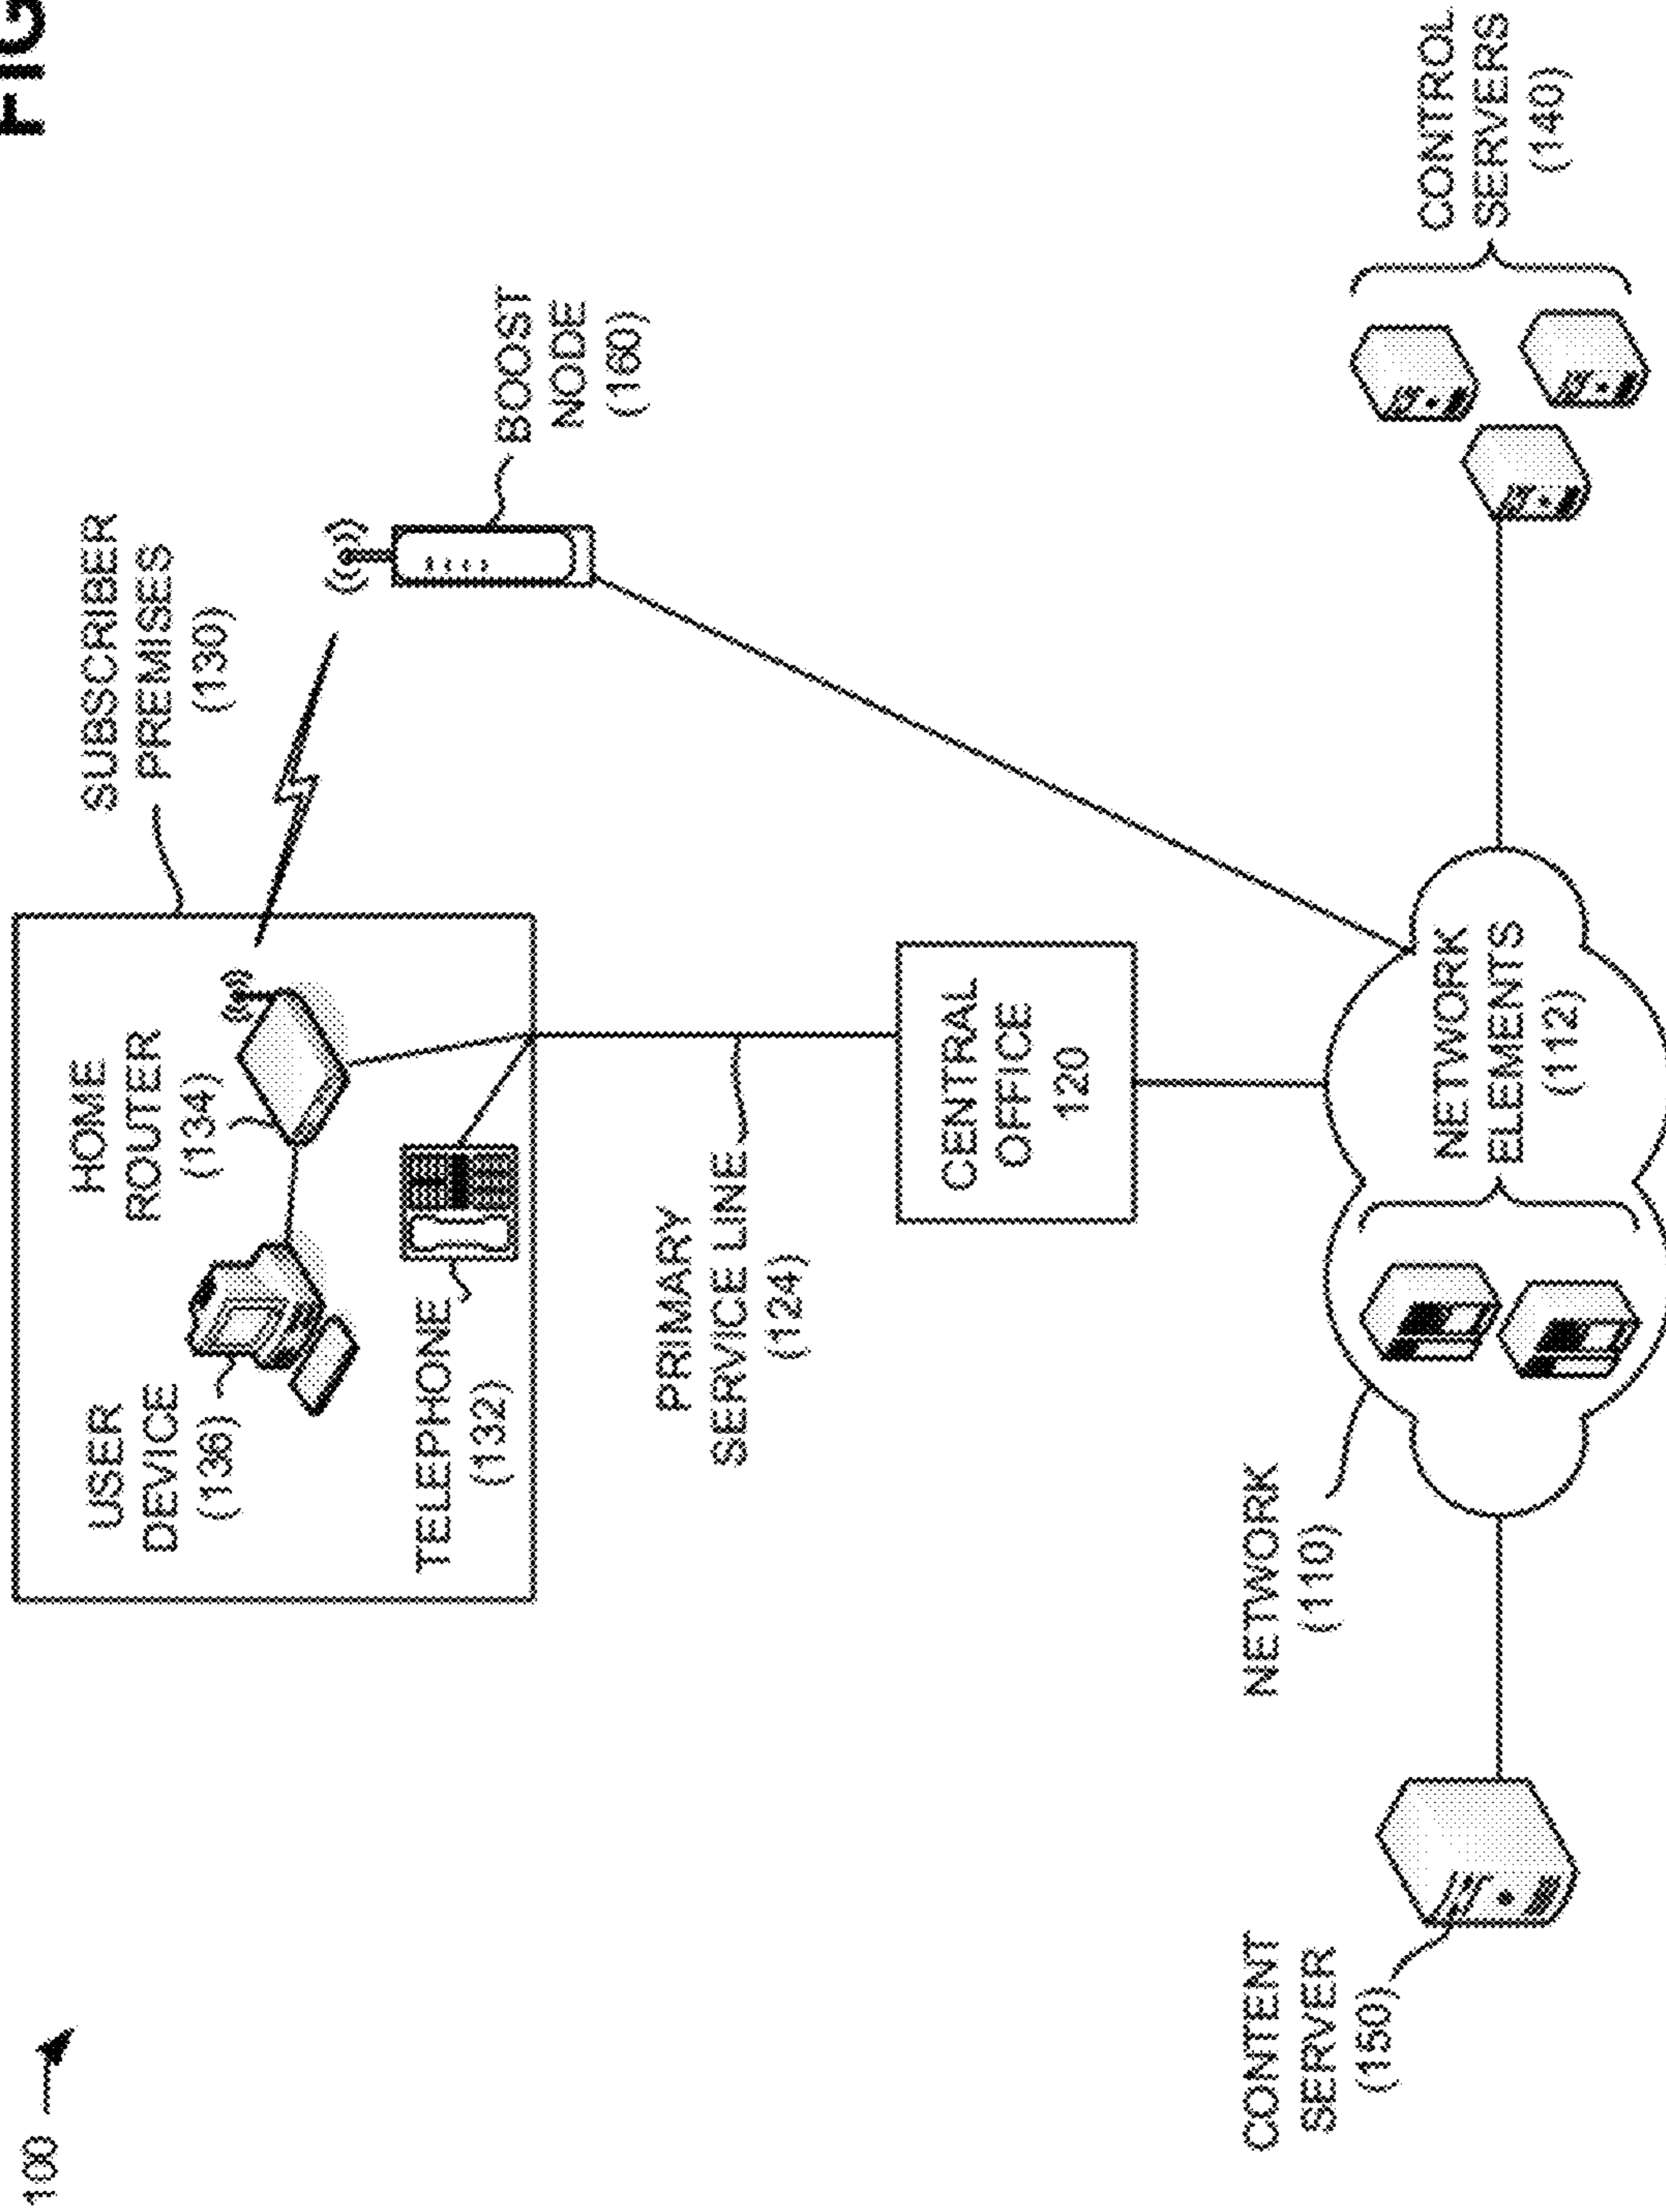 100
FIG
HOME
ROUTER
(134)
SUBSCRIBER
PREMISES
(130)
USER
DEVICE
(136)
TELEPHONE
(132)
BOOST
NODE
(160)
PRIMARY
SERVICE LINE
(124)
CENTRAL
OFFICE
120
CONTENT
SERVER
(150)
NETWORK
(110)
NETWORK
ELEMENTS
(112)
CONTROL
SERVERS
(140)